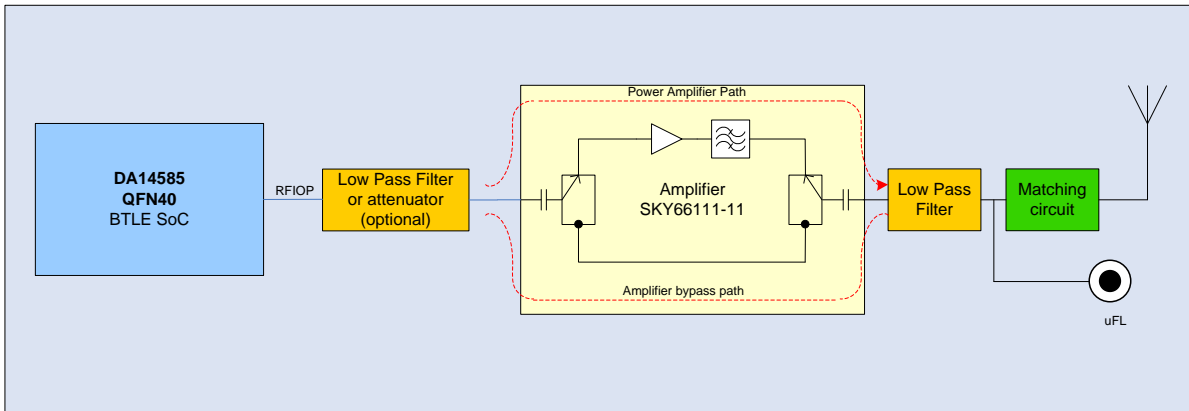 Power Amplifier Path
DA14585
QFN40
BTLE SoC
RFIOP
Low Pass Filter
or attenuator
(optional)
Amplifier
SKY66111-11
Low Pass
Filter
Matching
circuit
Amplifier bypass path
uFL